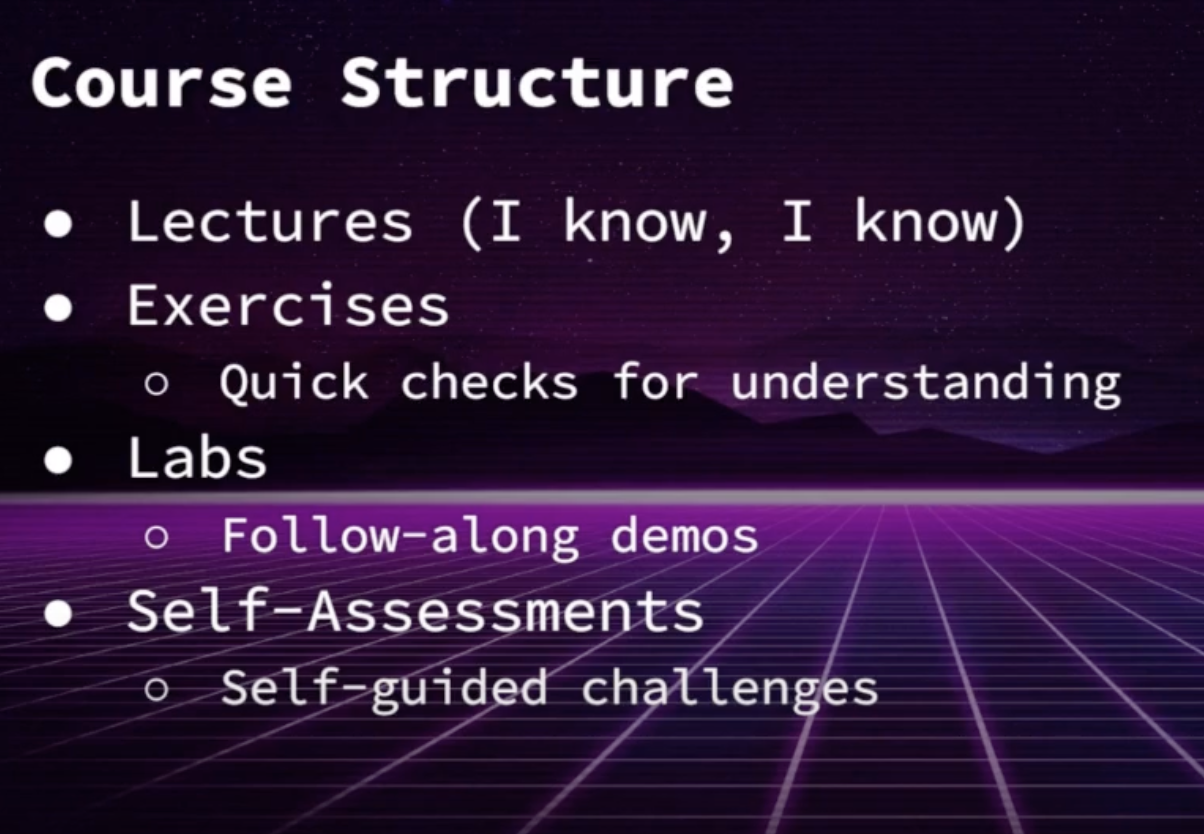 Course Structure
● Lectures (I know, I know)
● Exercises
○ Quick checks for understanding
● Labs
○ Follow-along demos
● Self-Assessments
○ Self-guided challenges